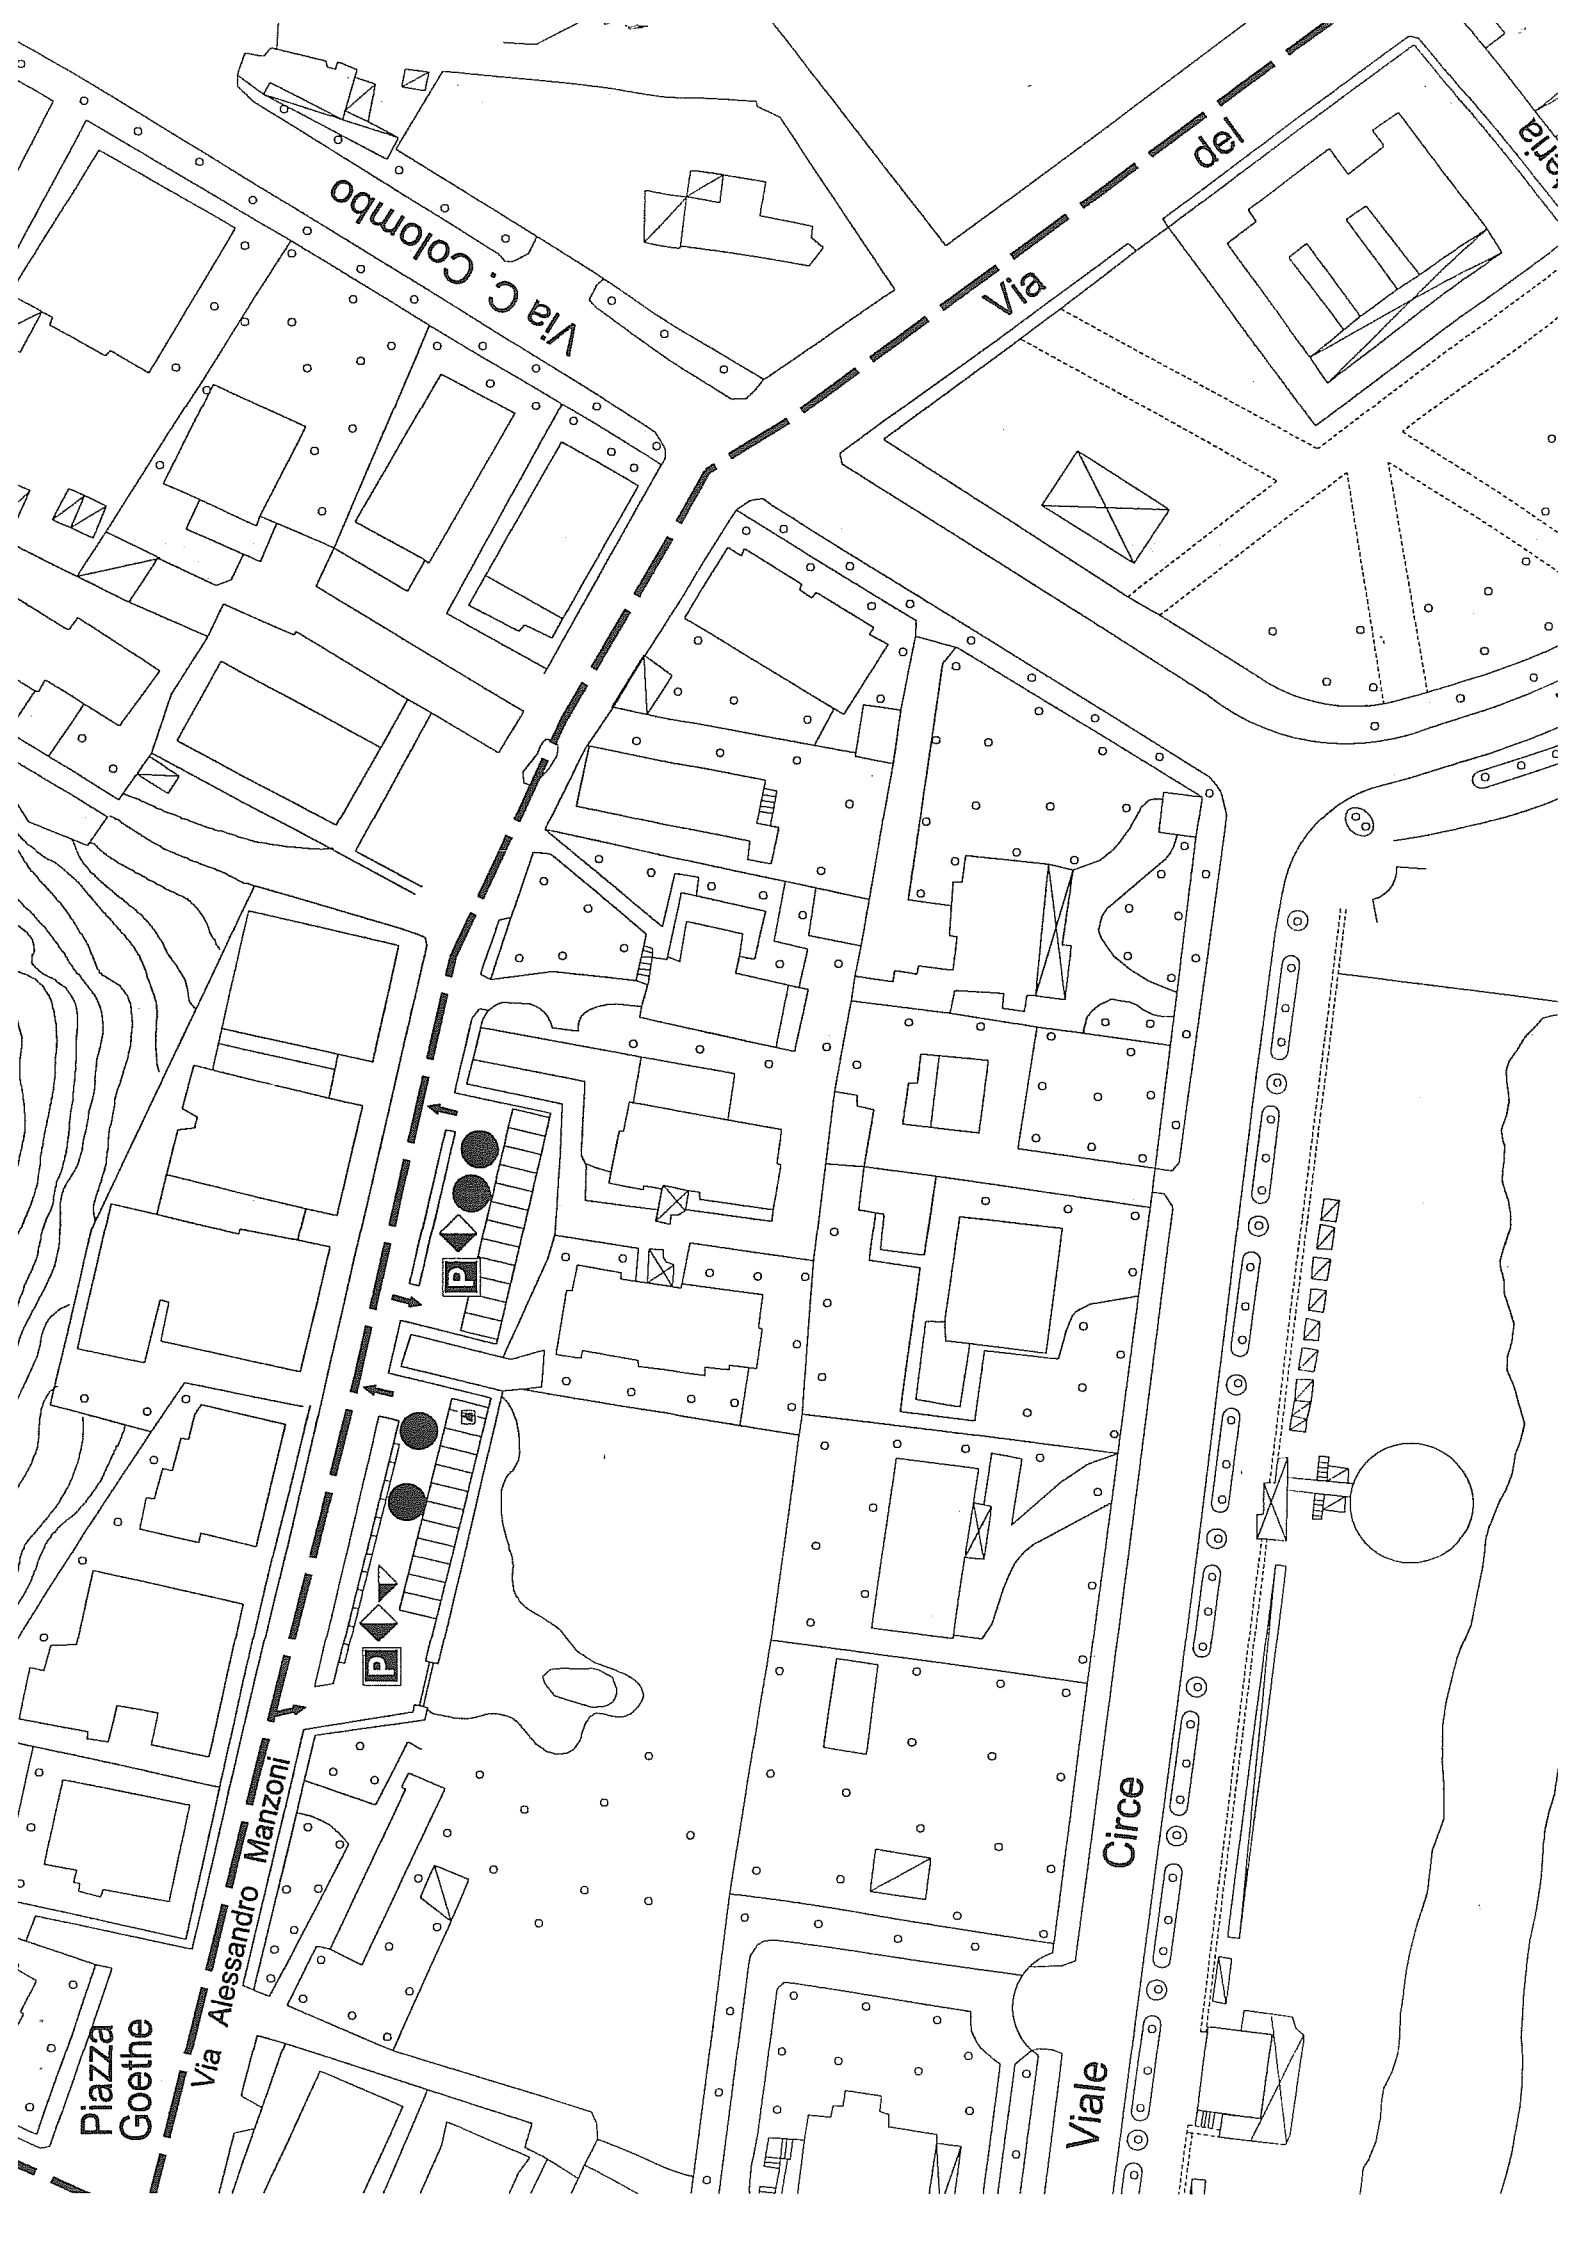 Via C. Colombo
Via del
P
P
Via Alessandro Manzoni
Piazza
Goethe
Viale Circe